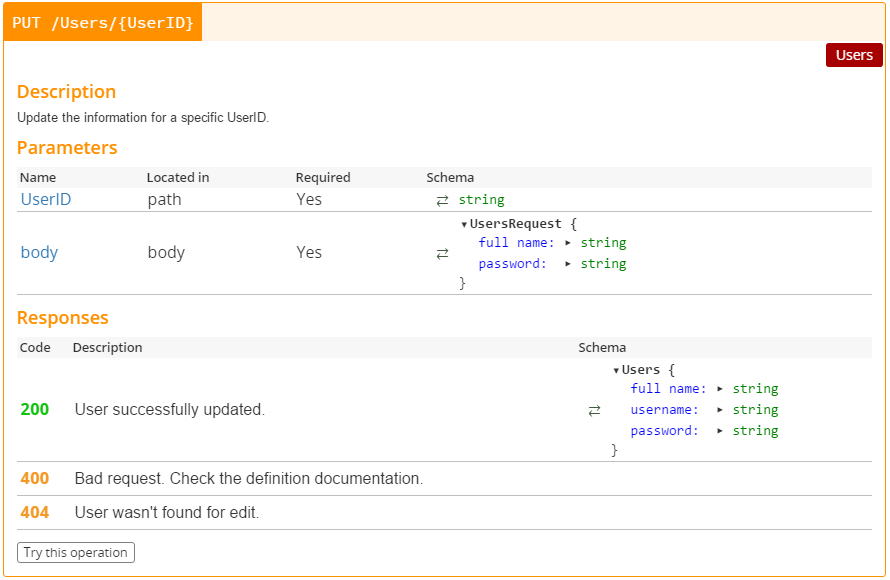 PUT /Users/{UserID}
Users
Description
Update the information for a specific UserID.
Parameters
Name Located in Required Schema
UserID path Yes ⇄ string
body body Yes ⇄ ▾UsersRequest {
full name: ▸ string
password: ▸ string
}
Responses
Code Description Schema
200 User successfully updated. ⇄ ▾Users {
full name: ▸ string
username: ▸ string
password: ▸ string
}
400 Bad request. Check the definition documentation.
404 User wasn't found for edit.
Try this operation